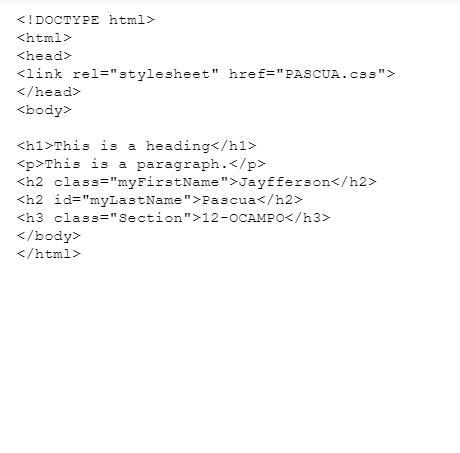 <!DOCTYPE html>
<html>
<head>
<link rel="stylesheet" href="PASCUA.css">
</head>
<body>
<h1>This is a heading</h1>
<p>This is a paragraph.</p>
<h2 class="myFirstName">Jayfferson</h2>
<h2 id="myLastName">Pascua</h2>
<h3 class="Section">12-OCAMPO</h3>
</body>
</html>